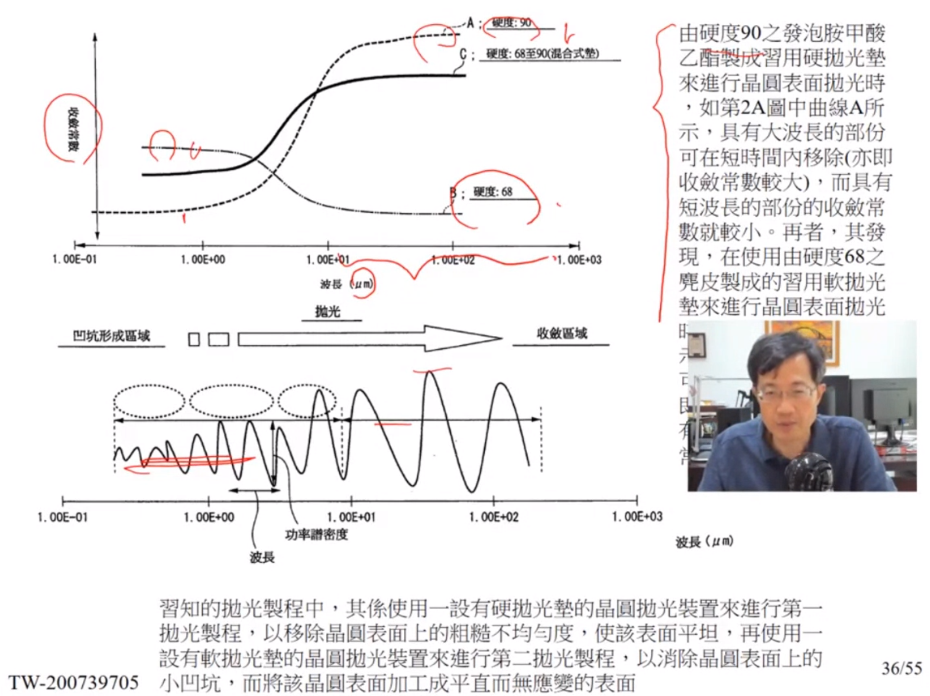 A；硬度：90
C；硬度：68至90(混合式墊)
收斂常數
B；硬度：68
1.00E-01
1.00E+00
1.00E+01
1.00E+02
1.00E+03
波長 (μm)
拋光
凹坑形成區域
收斂區域
功率譜密度
波長
1.00E-01
1.00E+00
1.00E+01
1.00E+02
1.00E+03
波長 (μm)
由硬度90之發泡胺甲酸
乙酯製成習用硬拋光墊
來進行晶圓表面拋光時
，如第2A圖中曲線A所
示，具有大波長的部份
可在短時間內移除(亦即
收斂常數較大)，而具有
短波長的部份的收斂常
數就較小。再者，其發
現，在使用由硬度68之
麂皮製成的習用軟拋光
墊來進行晶圓表面拋光
習知的拋光製程中，其係使用一設有硬拋光墊的晶圓拋光裝置來進行第一
拋光製程，以移除晶圓表面上的粗糙不均勻度，使該表面平坦，再使用一
設有軟拋光墊的晶圓拋光裝置來進行第二拋光製程，以消除晶圓表面上的
小凹坑，而將該晶圓表面加工成平直而無應變的表面
TW-200739705
36/55